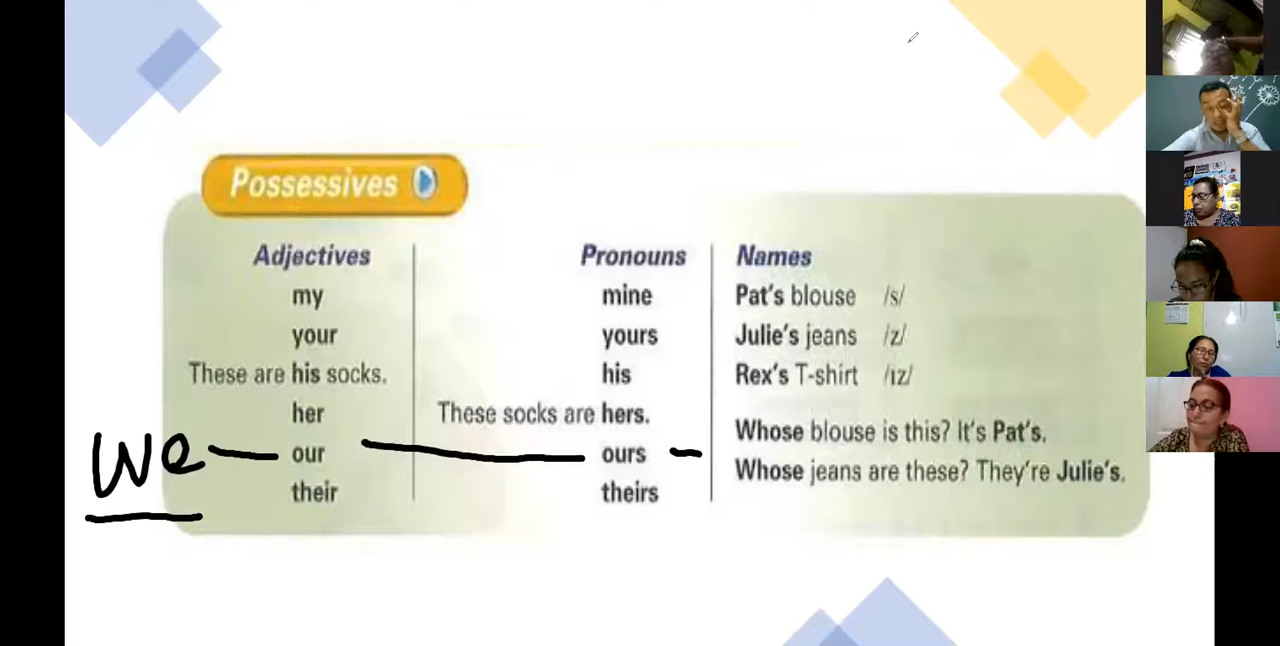 Possessives
Adjectives Pronouns Names
my mine Pat's blouse /s/
your yours Julie's jeans /z/
These are his socks. his Rex's T-shirt /ɪz/
her These socks are hers.
Whose blouse is this? It's Pat's.
We our ours
Whose jeans are these? They're Julie's.
their theirs